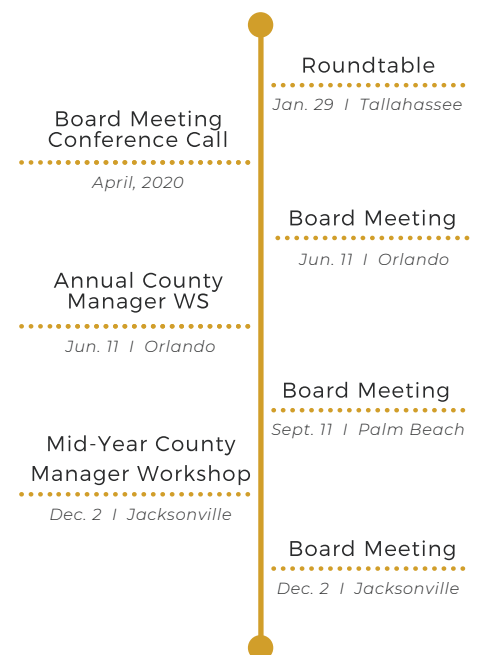 Roundtable
Jan. 29 I Tallahassee
Board Meeting
Conference Call
April, 2020
Board Meeting
Jun. 11 I Orlando
Annual County
Manager WS
Jun. 11 I Orlando
Board Meeting
Sept. 11 I Palm Beach
Mid-Year County
Manager Workshop
Dec. 2 I Jacksonville
Board Meeting
Dec. 2 I Jacksonville